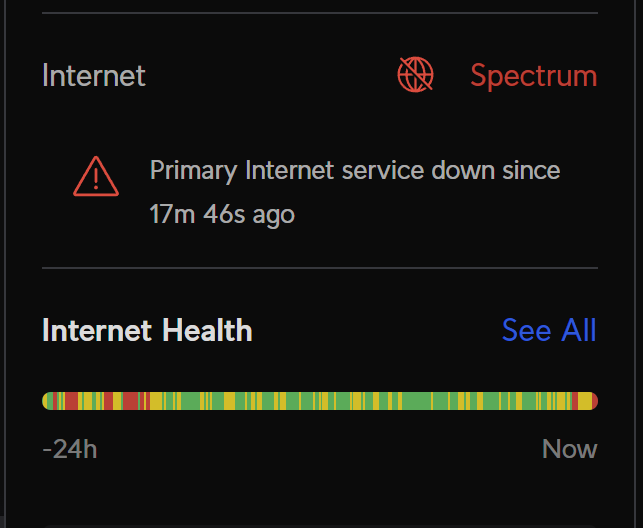 Internet
Spectrum
Primary Internet service down since
17m 46s ago
Internet Health
See All
-24h
Now